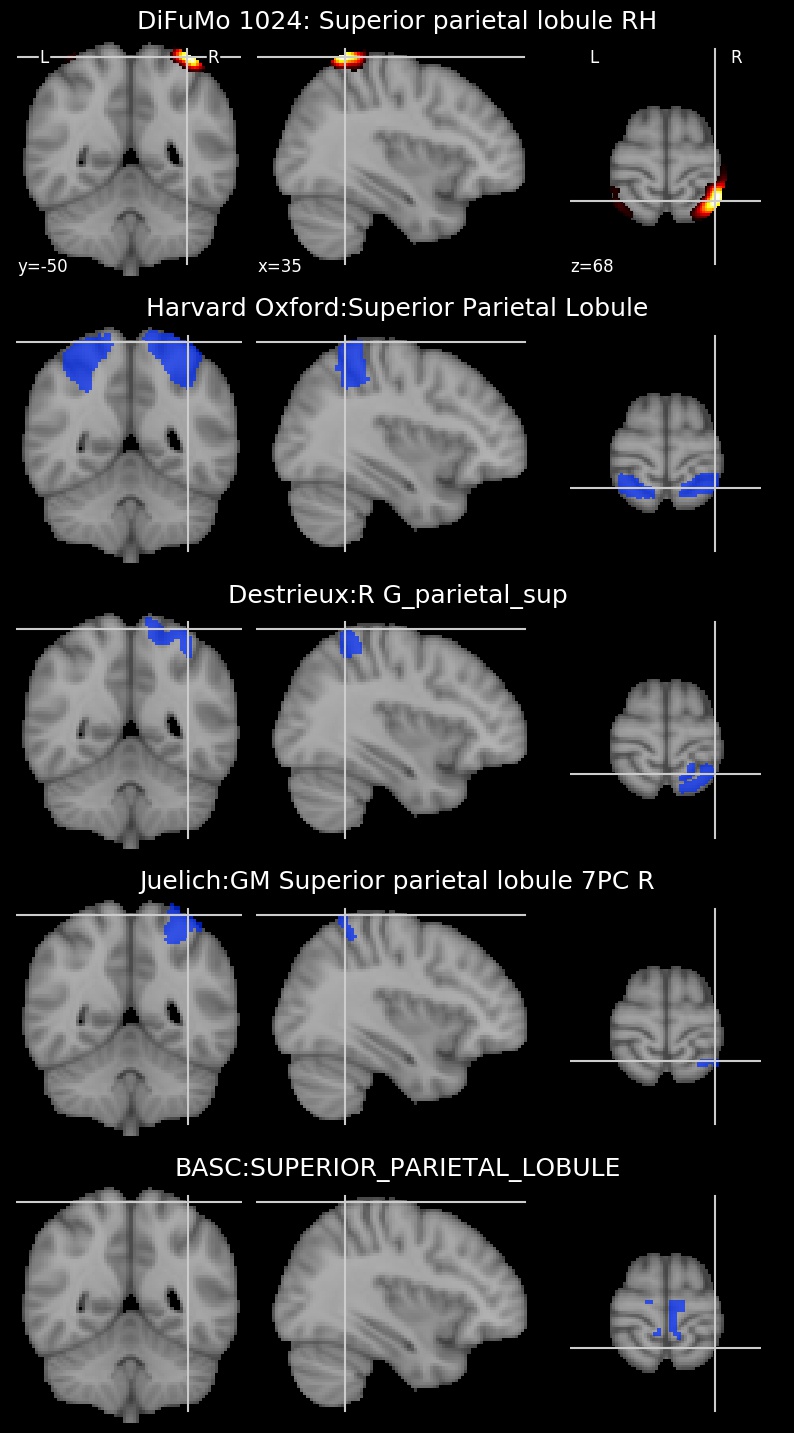 DiFuMo 1024: Superior parietal lobule RH
L R L R
y=-50 x=35 z=68
Harvard Oxford:Superior Parietal Lobule
Destrieux:R G_parietal_sup
Juelich:GM Superior parietal lobule 7PC R
BASC:SUPERIOR_PARIETAL_LOBULE